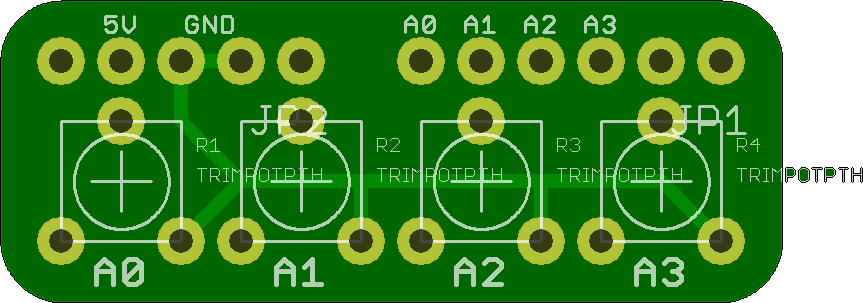 5V GND A0 A1 A2 A3
JP2 JP1
R1 R2 R3 R4
TRIMPOTPTH TRIMPOTPTH TRIMPOTPTH TRIMPOTPTH
A0 A1 A2 A3